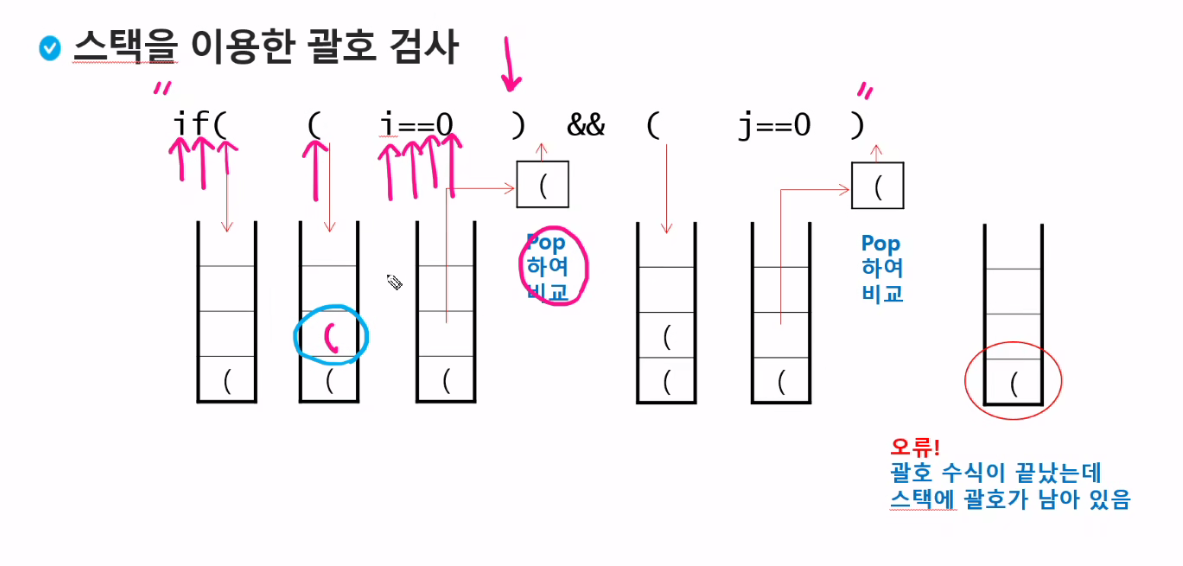 스택을 이용한 괄호 검사
" if( ( i==0 ) && ( j==0 ) "
( (
Pop Pop
하여 하여
비교 비교
( (
( ( ( ( ( (
오류!
괄호 수식이 끝났는데
스택에 괄호가 남아 있음